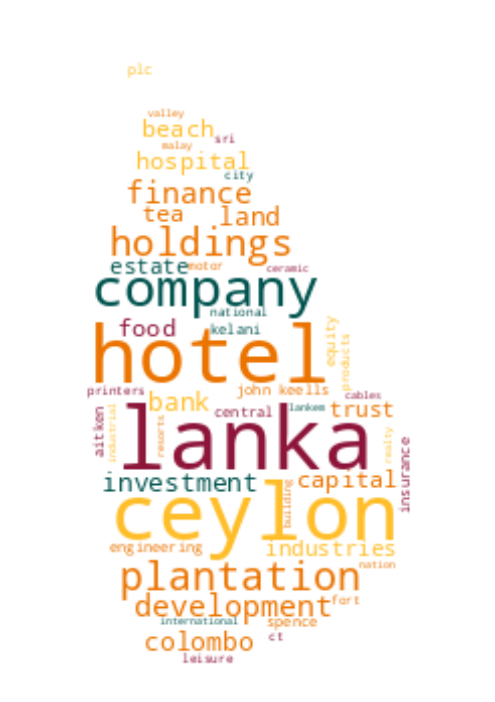 plc
valley
beach
sri
malay
hospital
city
finance
tea land
holdings
estate motor ceramic
company
national
food kelani
equity
products
hotel
printers john keells cables
bank central lankem trust
aitken
industrial
resorts
lanka
realty
insurance
investment capital
building
ceylon
engineering industries
nation
plantation
development fort
international spence
colombo ct
leisure